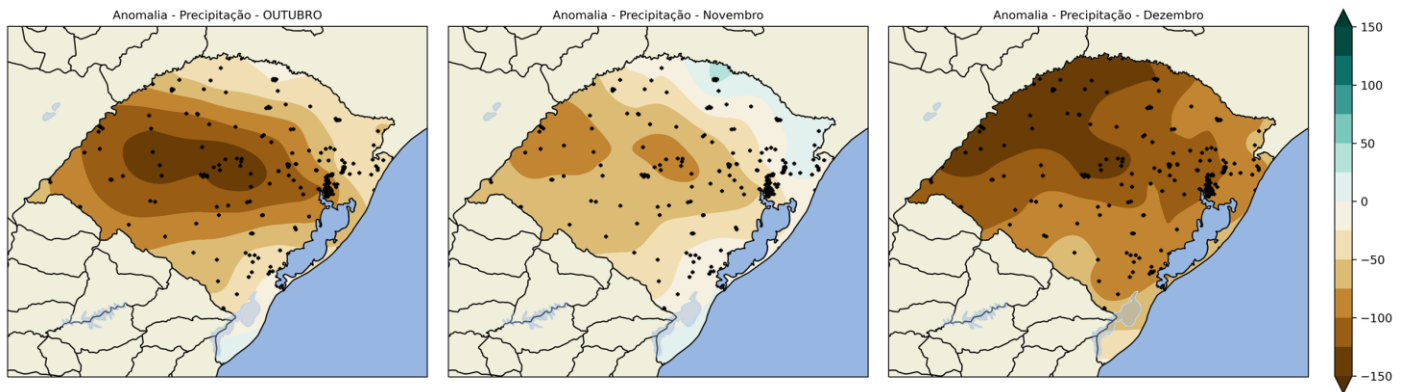 Anomalia - Precipitação - OUTUBRO
Anomalia - Precipitação - Novembro
Anomalia - Precipitação - Dezembro
150
100
50
0
−50
−100
−150